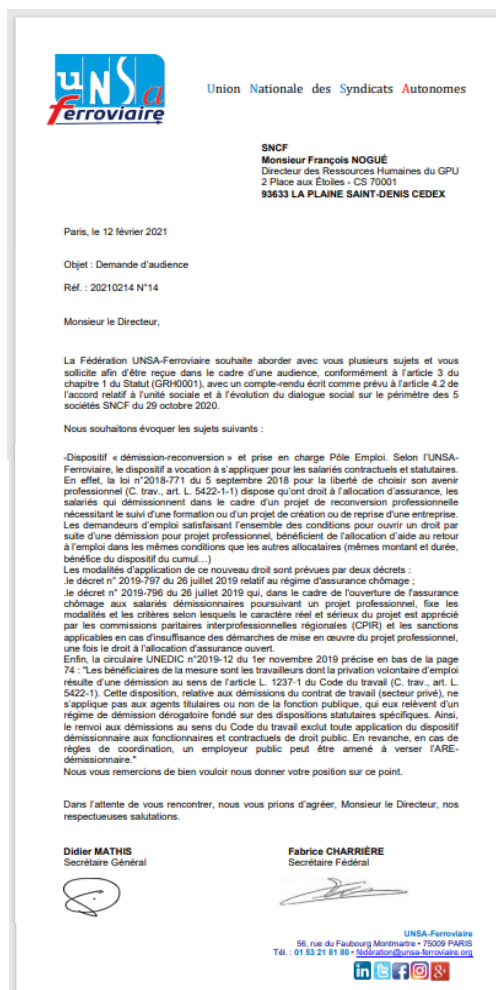 uNSa
ferroviaire
Union Nationale des Syndicats Autonomes
SNCF
Monsieur François NOGUÉ
Directeur des Ressources Humaines du GPU
2 Place aux Étoiles - CS 70001
93633 LA PLAINE SAINT-DENIS CEDEX
Paris, le 12 février 2021
Objet : Demande d'audience
Réf. : 20210214 N°14
Monsieur le Directeur,
La Fédération UNSA-Ferroviaire souhaite aborder avec vous plusieurs sujets et vous
sollicite afin d'être reçue dans le cadre d'une audience, conformément à l'article 3 du
chapitre 1 du Statut (GRH0001), avec un compte-rendu écrit comme prévu à l'article 4.2 de
l'accord relatif à l'unité sociale et à l'évolution du dialogue social sur le périmètre des 5
sociétés SNCF du 29 octobre 2020.
Nous souhaitons évoquer les sujets suivants :
-Dispositif « démission-reconversion » et prise en charge Pôle Emploi. Selon l'UNSA-
Ferroviaire, le dispositif a vocation à s'appliquer pour les salariés contractuels et statutaires.
En effet, la loi n°2018-771 du 5 septembre 2018 pour la liberté de choisir son avenir
professionnel (C. trav., art. L. 5422-1-1) dispose qu'ont droit à l'allocation d'assurance, les
salariés qui démissionnent dans le cadre d'un projet de reconversion professionnelle
nécessitant le suivi d'une formation ou d'un projet de création ou de reprise d'une entreprise.
Les demandeurs d'emploi satisfaisant l'ensemble des conditions pour ouvrir un droit par
suite d'une démission pour projet professionnel, bénéficient de l'allocation d'aide au retour
à l'emploi dans les mêmes conditions que les autres allocataires (mêmes montant et durée,
bénéfice du dispositif du cumul…)
Les modalités d'application de ce nouveau droit sont prévues par deux décrets :
.le décret n° 2019-797 du 26 juillet 2019 relatif au régime d'assurance chômage ;
.le décret n° 2019-796 du 26 juillet 2019 qui, dans le cadre de l'ouverture de l'assurance
chômage aux salariés démissionnaires poursuivant un projet professionnel, fixe les
modalités et les critères selon lesquels le caractère réel et sérieux du projet est apprécié
par les commissions paritaires interprofessionnelles régionales (CPIR) et les sanctions
applicables en cas d'insuffisance des démarches de mise en œuvre du projet professionnel,
une fois le droit à l'allocation d'assurance ouvert.
Enfin, la circulaire UNEDIC n°2019-12 du 1er novembre 2019 précise en bas de la page
74 : "Les bénéficiaires de la mesure sont les travailleurs dont la privation volontaire d'emploi
résulte d'une démission au sens de l'article L. 1237-1 du Code du travail (C. trav., art. L.
5422-1). Cette disposition, relative aux démissions du contrat de travail (secteur privé), ne
s'applique pas aux agents titulaires ou non de la fonction publique, qui eux relèvent d'un
régime de démission dérogatoire fondé sur des dispositions statutaires spécifiques. Ainsi,
le renvoi aux démissions au sens du Code du travail exclut toute application du dispositif
démissionnaire aux fonctionnaires et contractuels de droit public. En revanche, en cas de
règles de coordination, un employeur public peut être amené à verser l'ARE-
démissionnaire."
Nous vous remercions de bien vouloir nous donner votre position sur ce point.
Dans l'attente de vous rencontrer, nous vous prions d'agréer, Monsieur le Directeur, nos
respectueuses salutations.
Didier MATHIS Fabrice CHARRIÈRE
Secrétaire Général Secrétaire Fédéral
UNSA-Ferroviaire
56, rue du Faubourg Montmartre • 75009 PARIS
Tél. : 01 53 21 81 80 • fédération@unsa-ferroviaire.org